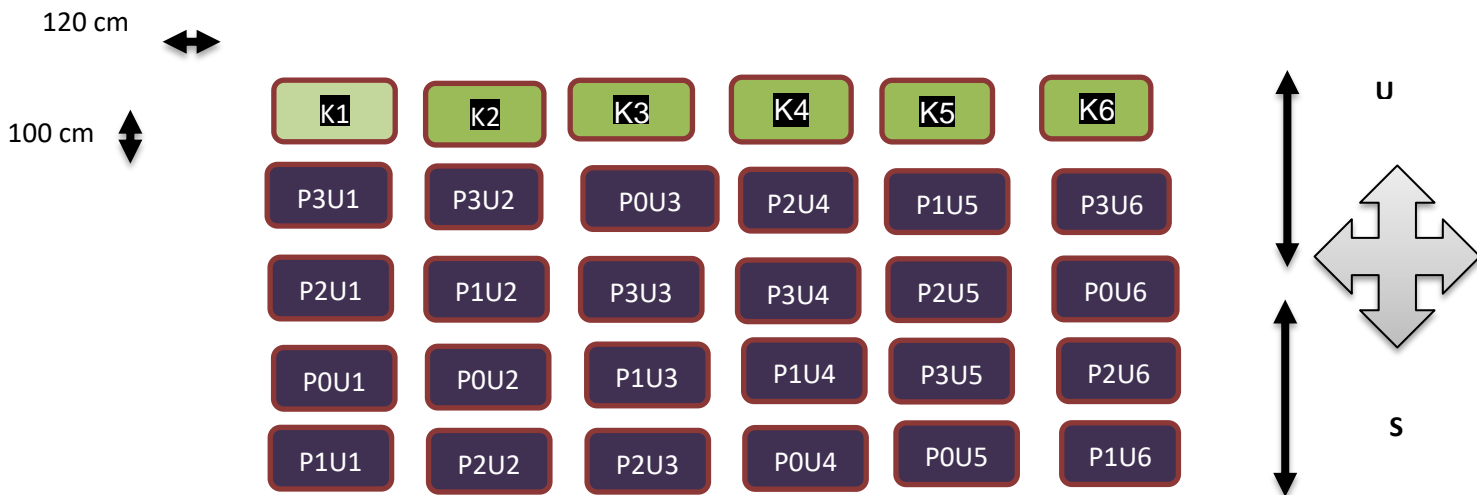 120 cm
U
K1 K2 K3 K4 K5 K6
100 cm
P3U1 P3U2 P0U3 P2U4 P1U5 P3U6
P2U1 P1U2 P3U3 P3U4 P2U5 P0U6
P0U1 P0U2 P1U3 P1U4 P3U5 P2U6
S
P1U1 P2U2 P2U3 P0U4 P0U5 P1U6